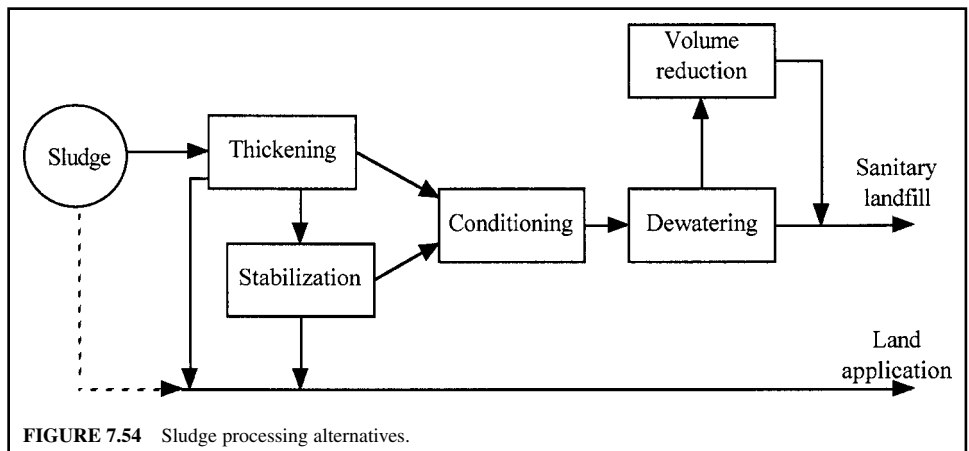 Volume
reduction
Sludge
Thickening
Sanitary
landfill
Conditioning
Dewatering
Stabilization
Land
application
FIGURE 7.54 Sludge processing alternatives.